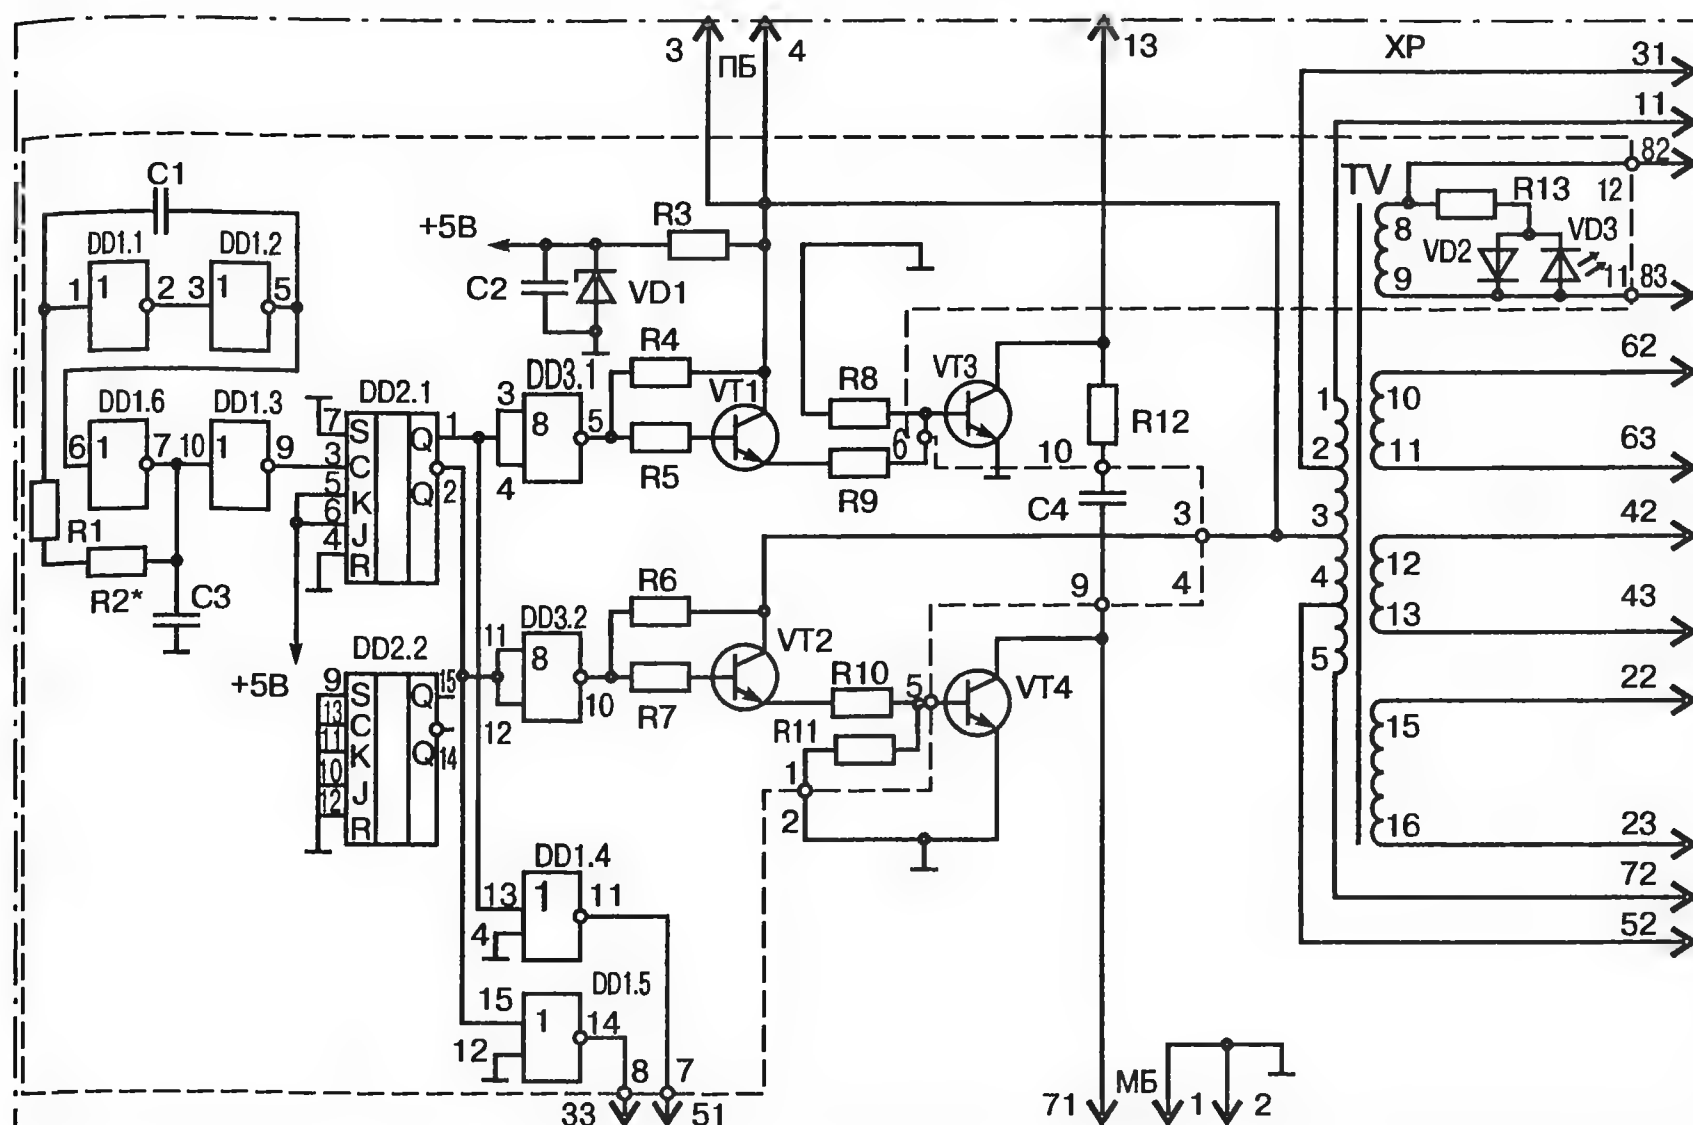 3 ПБ 4 13 ХР 31
11
C1 82
TV R13 12
DD1.1 DD1.2 +5В R3 8 VD2 VD3
1 1 2 3 1 5 C2 VD1 9 11 83
R4 62
DD1.6 DD1.3 DD2.1 DD3.1 VT1 R8 VT3 1 10
6 1 7 10 1 9 7 S Q 1 3 8 5 6 R12
3 C 4 R5 R9 10 2 11 63
5 K Q 2
6 J C4 3 3 42
R1 4 R
R2* C3 R6 9 4 4 12
DD3.2 13 43
DD2.2 11 8 VT2
+5В 9 S Q 15 10 R10 5 VT4 5 22
13 C 12 R7 R11 15
11 K Q 14
10 J 1
12 R 2 16 23
DD1.4 72
13 1 11
4 52
DD1.5
15 1 14
12
8 7 МБ
33 51 71 1 2